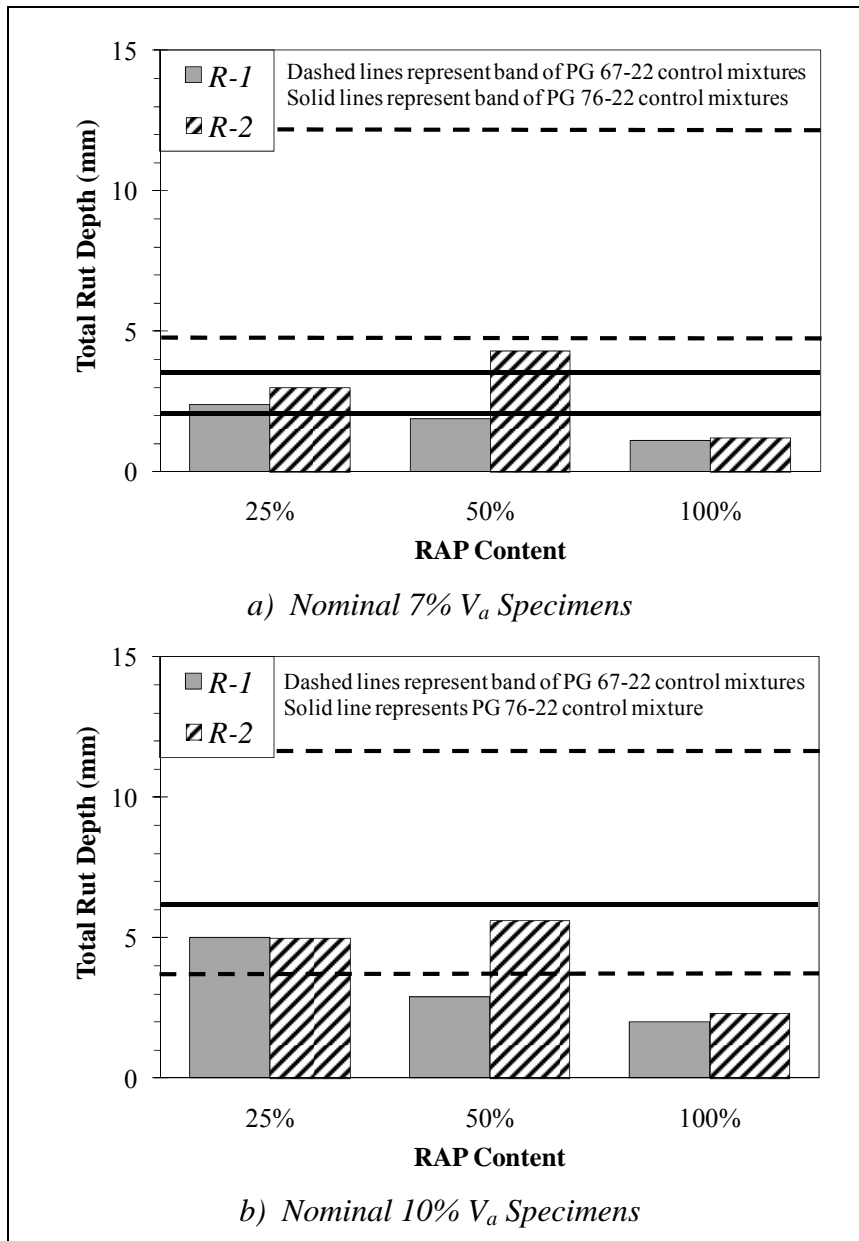 15
R-1
Dashed lines represent band of PG 67-22 control mixtures
Solid lines represent band of PG 76-22 control mixtures
R-2
10
5
0
Total Rut Depth (mm)
25% 50% 100%
RAP Content
a) Nominal 7% Va Specimens
15
R-1
Dashed lines represent band of PG 67-22 control mixtures
Solid line represents PG 76-22 control mixture
R-2
10
5
0
Total Rut Depth (mm)
25% 50% 100%
RAP Content
b) Nominal 10% Va Specimens